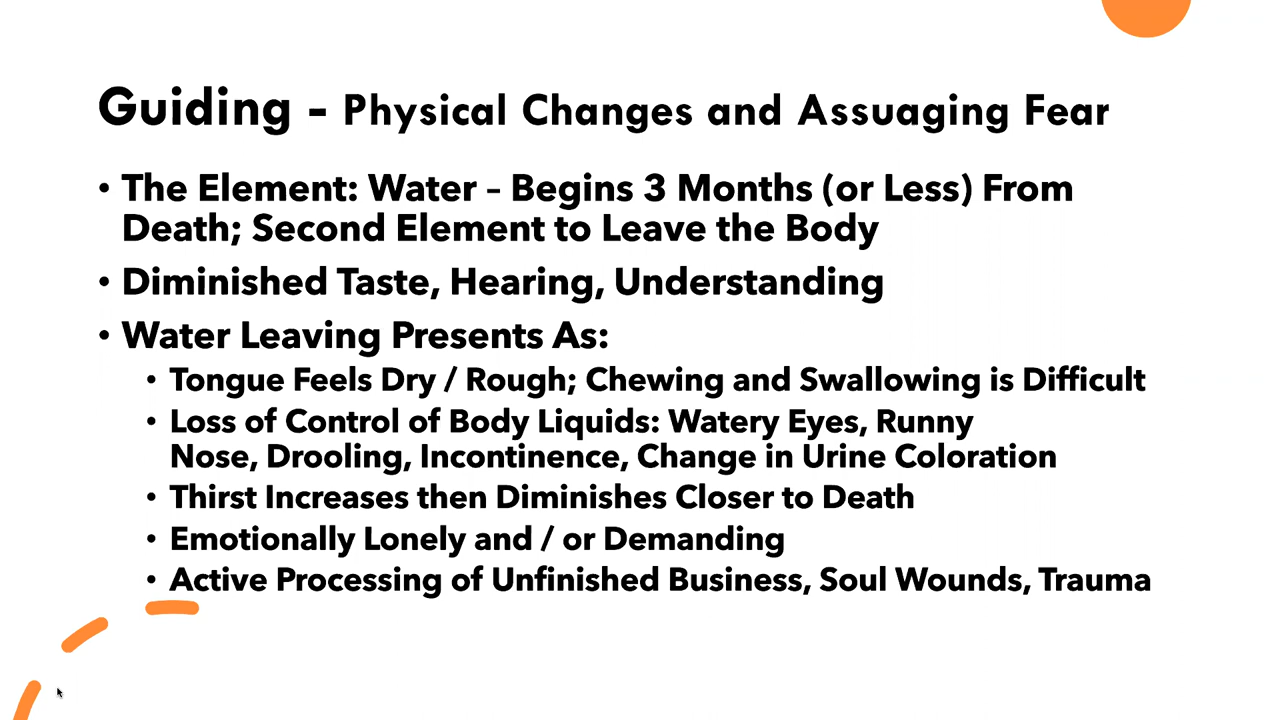 Guiding - Physical Changes and Assuaging Fear
• The Element: Water – Begins 3 Months (or Less) From
Death; Second Element to Leave the Body
• Diminished Taste, Hearing, Understanding
• Water Leaving Presents As:
• Tongue Feels Dry / Rough; Chewing and Swallowing is Difficult
• Loss of Control of Body Liquids: Watery Eyes, Runny
Nose, Drooling, Incontinence, Change in Urine Coloration
• Thirst Increases then Diminishes Closer to Death
• Emotionally Lonely and / or Demanding
• Active Processing of Unfinished Business, Soul Wounds, Trauma